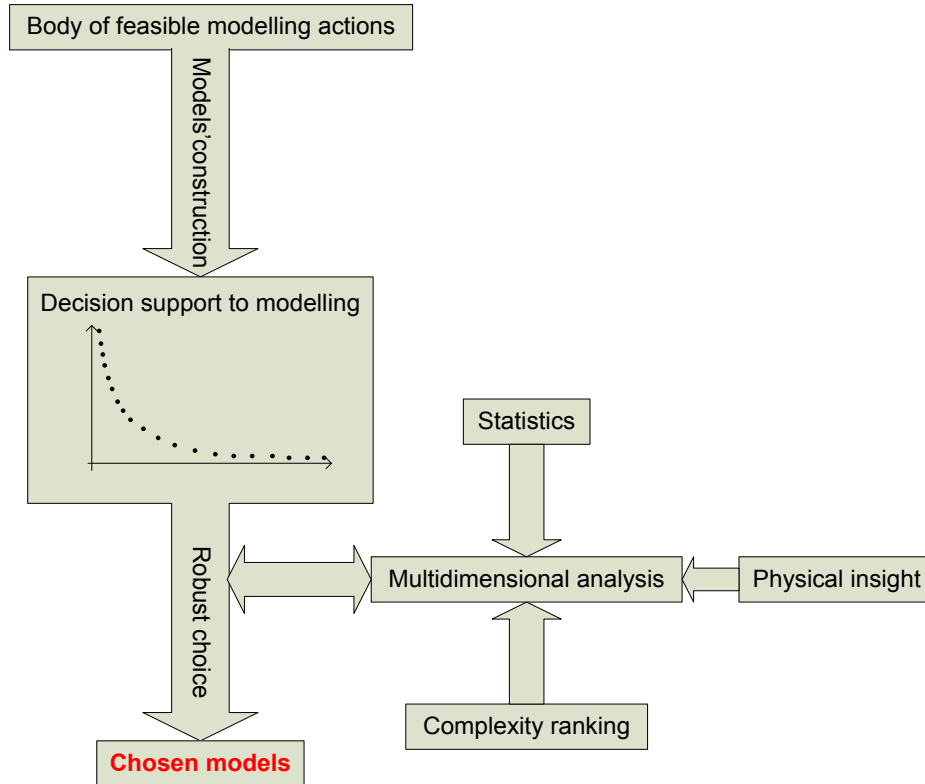 Body of feasible modelling actions
Models'construction
Decision support to modelling
Statistics
Robust choice
Multidimensional analysis
Physical insight
Complexity ranking
Chosen models